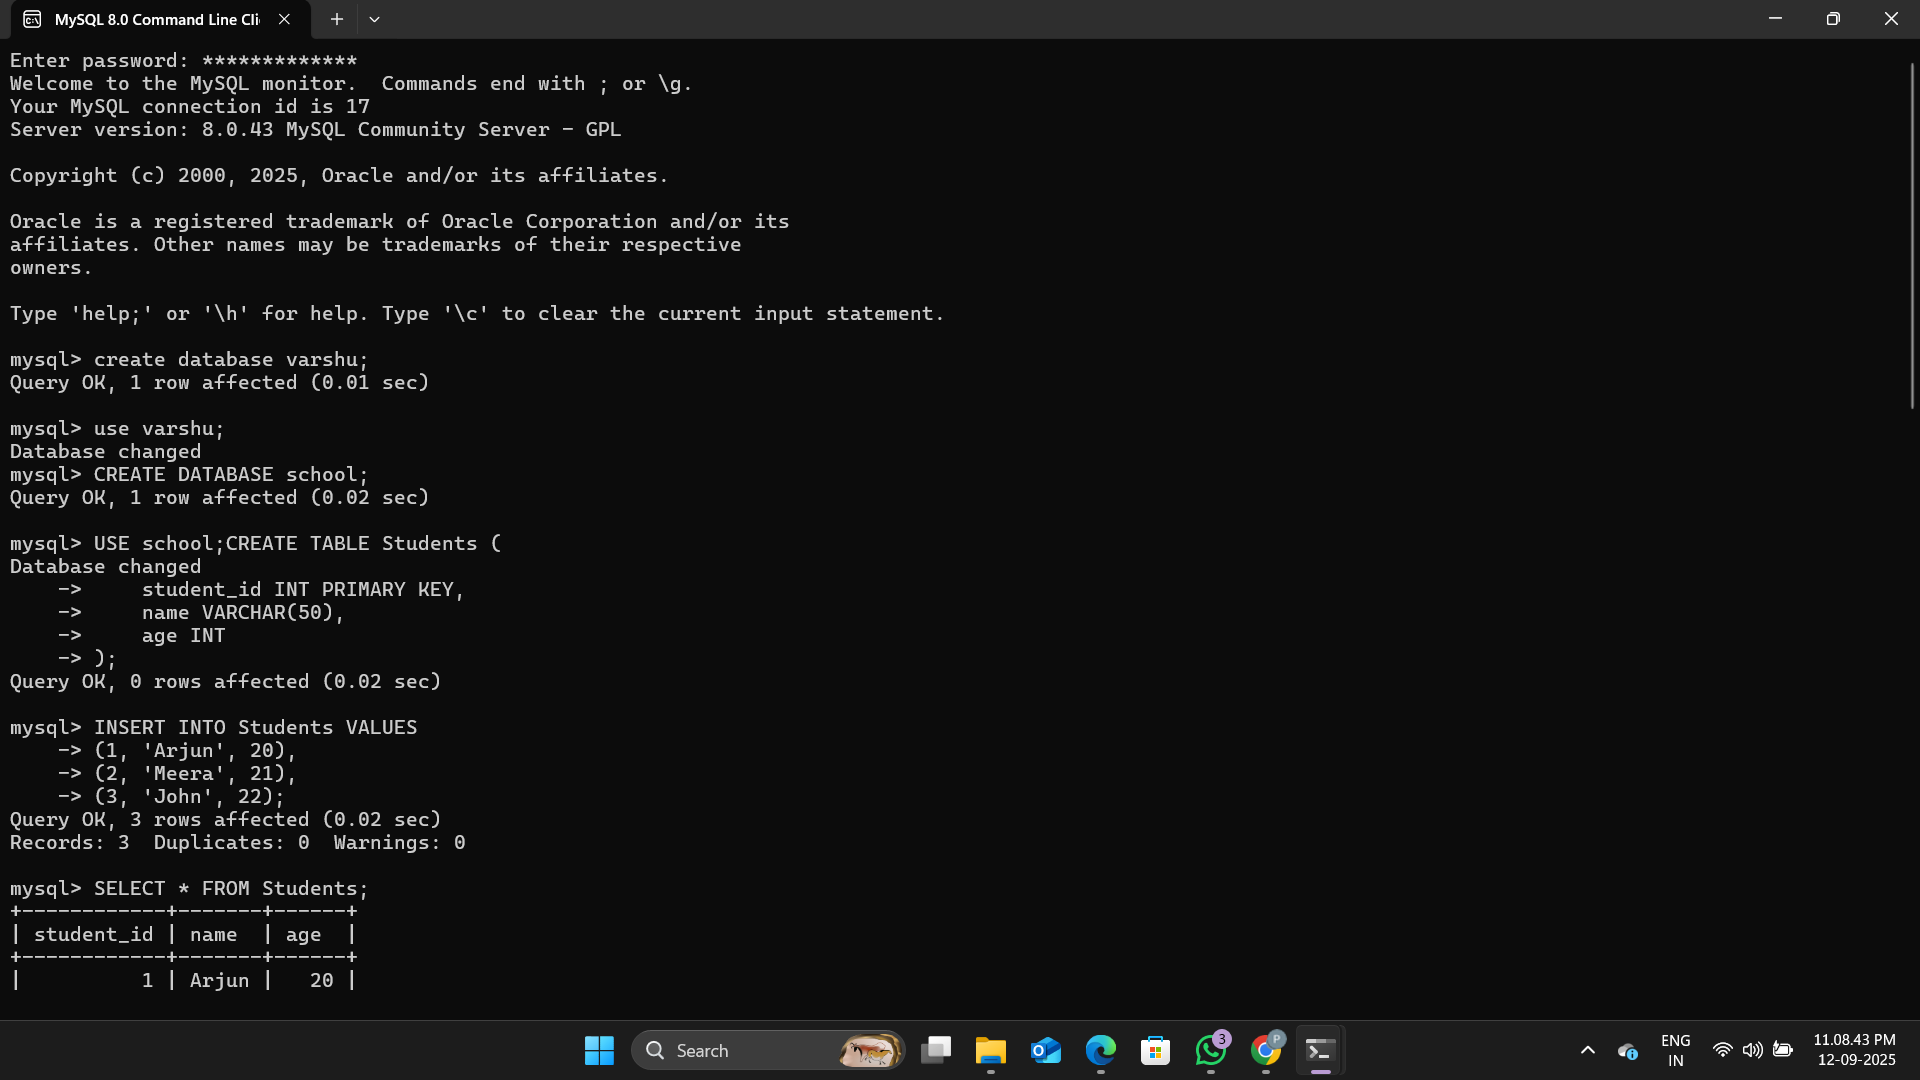 MySQL 8.0 Command Line Cli
Enter password: *************
Welcome to the MySQL monitor.  Commands end with ; or \g.
Your MySQL connection id is 17
Server version: 8.0.43 MySQL Community Server - GPL

Copyright (c) 2000, 2025, Oracle and/or its affiliates.

Oracle is a registered trademark of Oracle Corporation and/or its
affiliates. Other names may be trademarks of their respective
owners.

Type 'help;' or '\h' for help. Type '\c' to clear the current input statement.

mysql> create database varshu;
Query OK, 1 row affected (0.01 sec)

mysql> use varshu;
Database changed
mysql> CREATE DATABASE school;
Query OK, 1 row affected (0.02 sec)

mysql> USE school;CREATE TABLE Students (
Database changed
    ->     student_id INT PRIMARY KEY,
    ->     name VARCHAR(50),
    ->     age INT
    -> );
Query OK, 0 rows affected (0.02 sec)

mysql> INSERT INTO Students VALUES
    -> (1, 'Arjun', 20),
    -> (2, 'Meera', 21),
    -> (3, 'John', 22);
Query OK, 3 rows affected (0.02 sec)
Records: 3  Duplicates: 0  Warnings: 0

mysql> SELECT * FROM Students;
+------------+-------+------+
| student_id | name  | age  |
+------------+-------+------+
|          1 | Arjun |   20 |
Search
3
P
ENG
IN
11.08.43 PM
12-09-2025